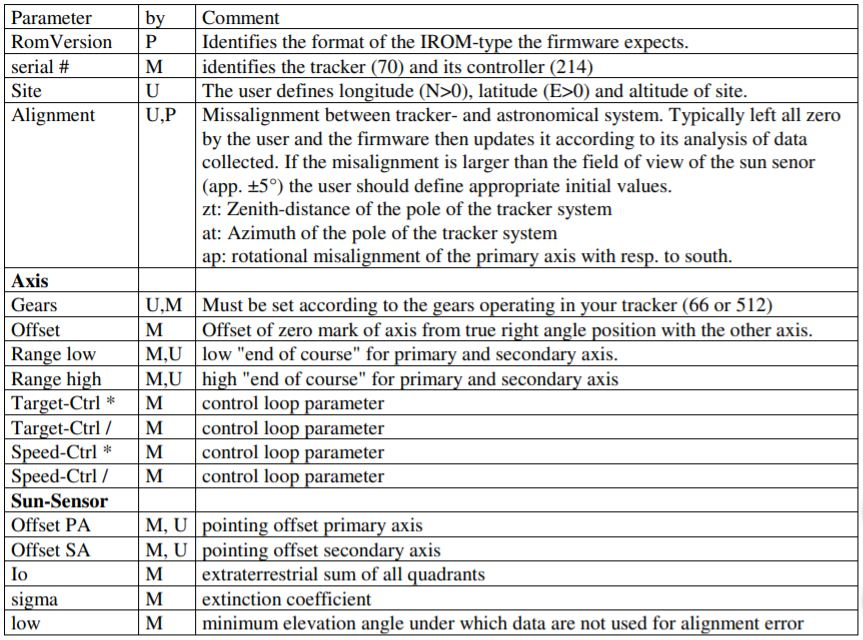 Parameter by Comment
RomVersion P Identifies the format of the IROM-type the firmware expects.
serial # M identifies the tracker (70) and its controller (214)
Site U The user defines longitude (N>0), latitude (E>0) and altitude of site.
Alignment U,P Missalignment between tracker- and astronomical system. Typically left all zero
by the user and the firmware then updates it according to its analysis of data
collected. If the misalignment is larger than the field of view of the sun senor
(app. ±5°) the user should define appropriate initial values.
zt: Zenith-distance of the pole of the tracker system
at: Azimuth of the pole of the tracker system
ap: rotational misalignment of the primary axis with resp. to south.
Axis
Gears U,M Must be set according to the gears operating in your tracker (66 or 512)
Offset M Offset of zero mark of axis from true right angle position with the other axis.
Range low M,U low "end of course" for primary and secondary axis.
Range high M,U high "end of course" for primary and secondary axis
Target-Ctrl * M control loop parameter
Target-Ctrl / M control loop parameter
Speed-Ctrl * M control loop parameter
Speed-Ctrl / M control loop parameter
Sun-Sensor
Offset PA M, U pointing offset primary axis
Offset SA M, U pointing offset secondary axis
Io M extraterrestrial sum of all quadrants
sigma M extinction coefficient
low M minimum elevation angle under which data are not used for alignment error